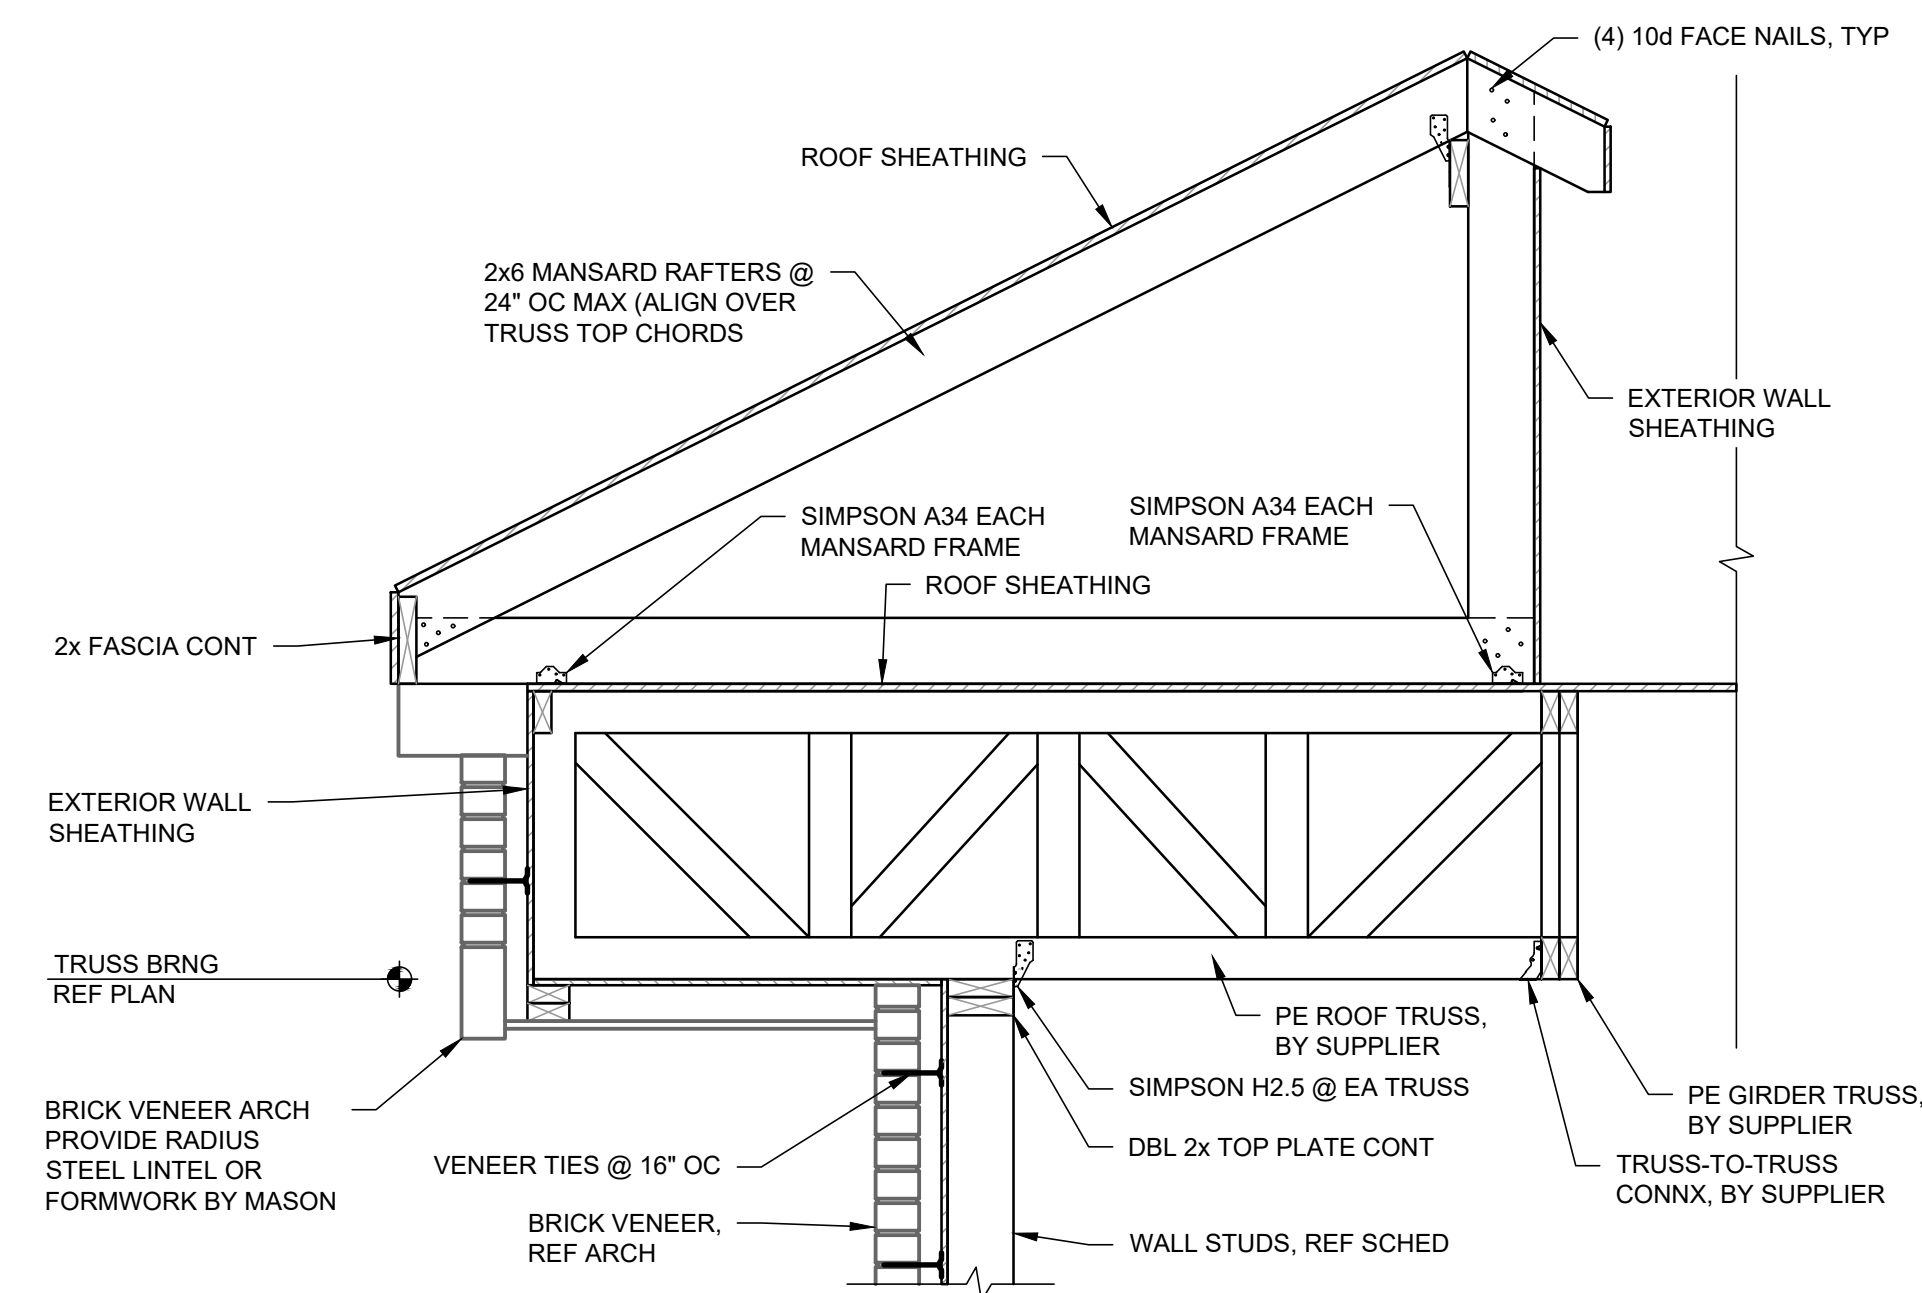 (4) 10d FACE NAILS, TYP
ROOF SHEATHING
2x6 MANSARD RAFTERS @
24" OC MAX (ALIGN OVER
TRUSS TOP CHORDS
EXTERIOR WALL
SHEATHING
SIMPSON A34 EACH
MANSARD FRAME
SIMPSON A34 EACH
MANSARD FRAME
ROOF SHEATHING
2x FASCIA CONT
EXTERIOR WALL
SHEATHING
TRUSS BRNG
REF PLAN
PE ROOF TRUSS,
BY SUPPLIER
SIMPSON H2.5 @ EA TRUSS
PE GIRDER TRUSS,
BY SUPPLIER
BRICK VENEER ARCH
PROVIDE RADIUS
STEEL LINTEL OR
FORMWORK BY MASON
DBL 2x TOP PLATE CONT
VENEER TIES @ 16" OC
TRUSS-TO-TRUSS
CONNX, BY SUPPLIER
BRICK VENEER,
REF ARCH
WALL STUDS, REF SCHED